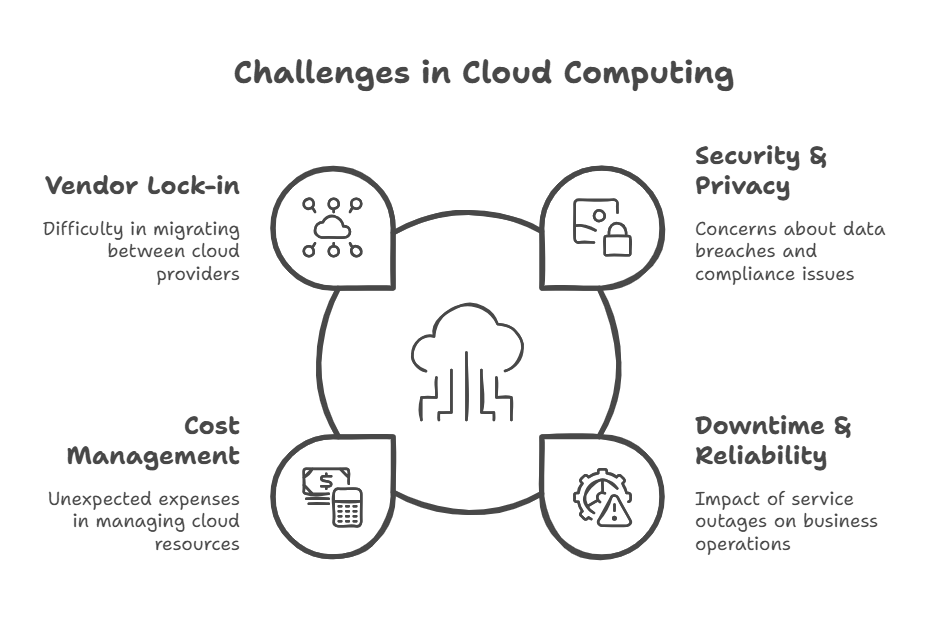 Challenges in Cloud Computing
Vendor Lock-in
Difficulty in migrating
between cloud
providers
Security &
Privacy
Concerns about data
breaches and
compliance issues
Cost
Management
Unexpected expenses
in managing cloud
resources
Downtime &
Reliability
Impact of service
outages on business
operations
$